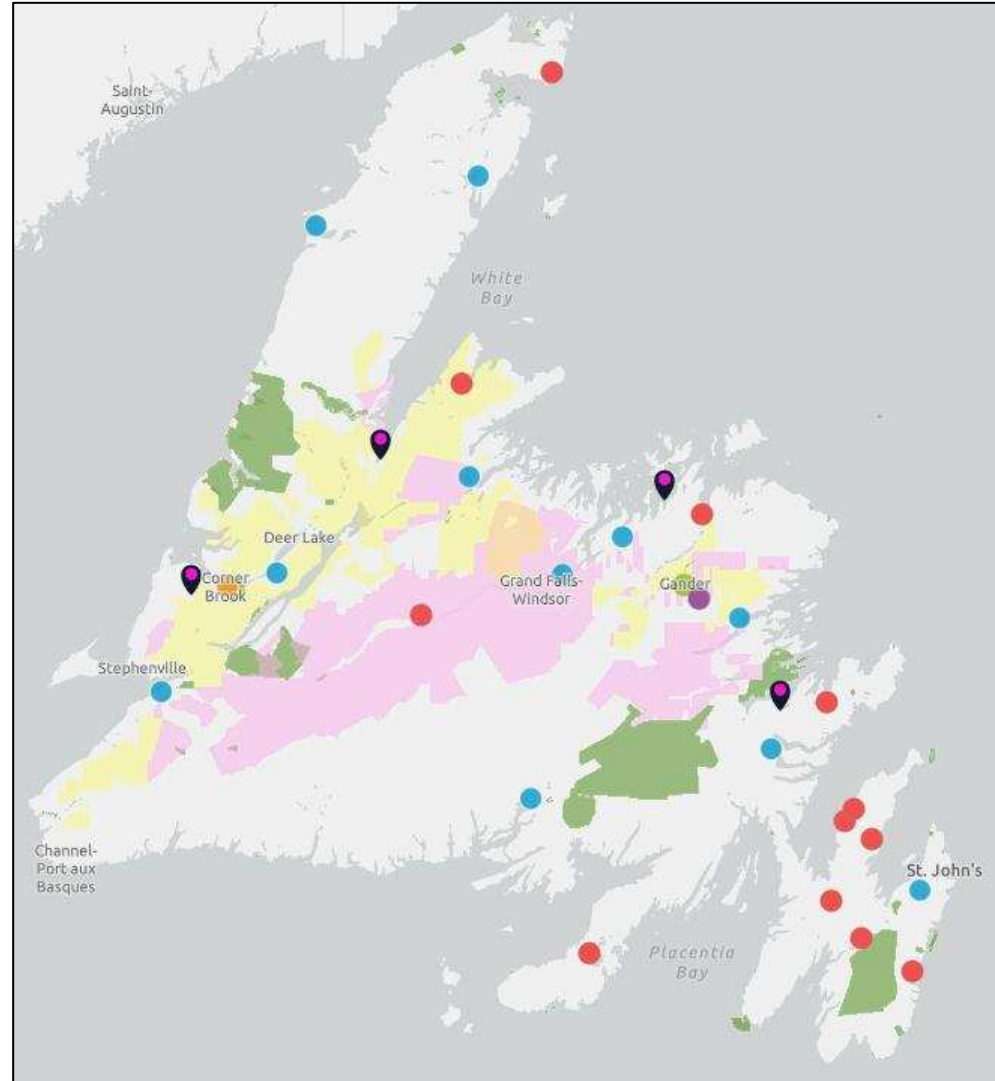 Saint-
Augustin
White
Bay
Deer Lake
Corner
Brook
Grand Falls-
Windsor
Gander
Stephenville
Channel-
Port aux
Basques
St. John's
Placentia
Bay